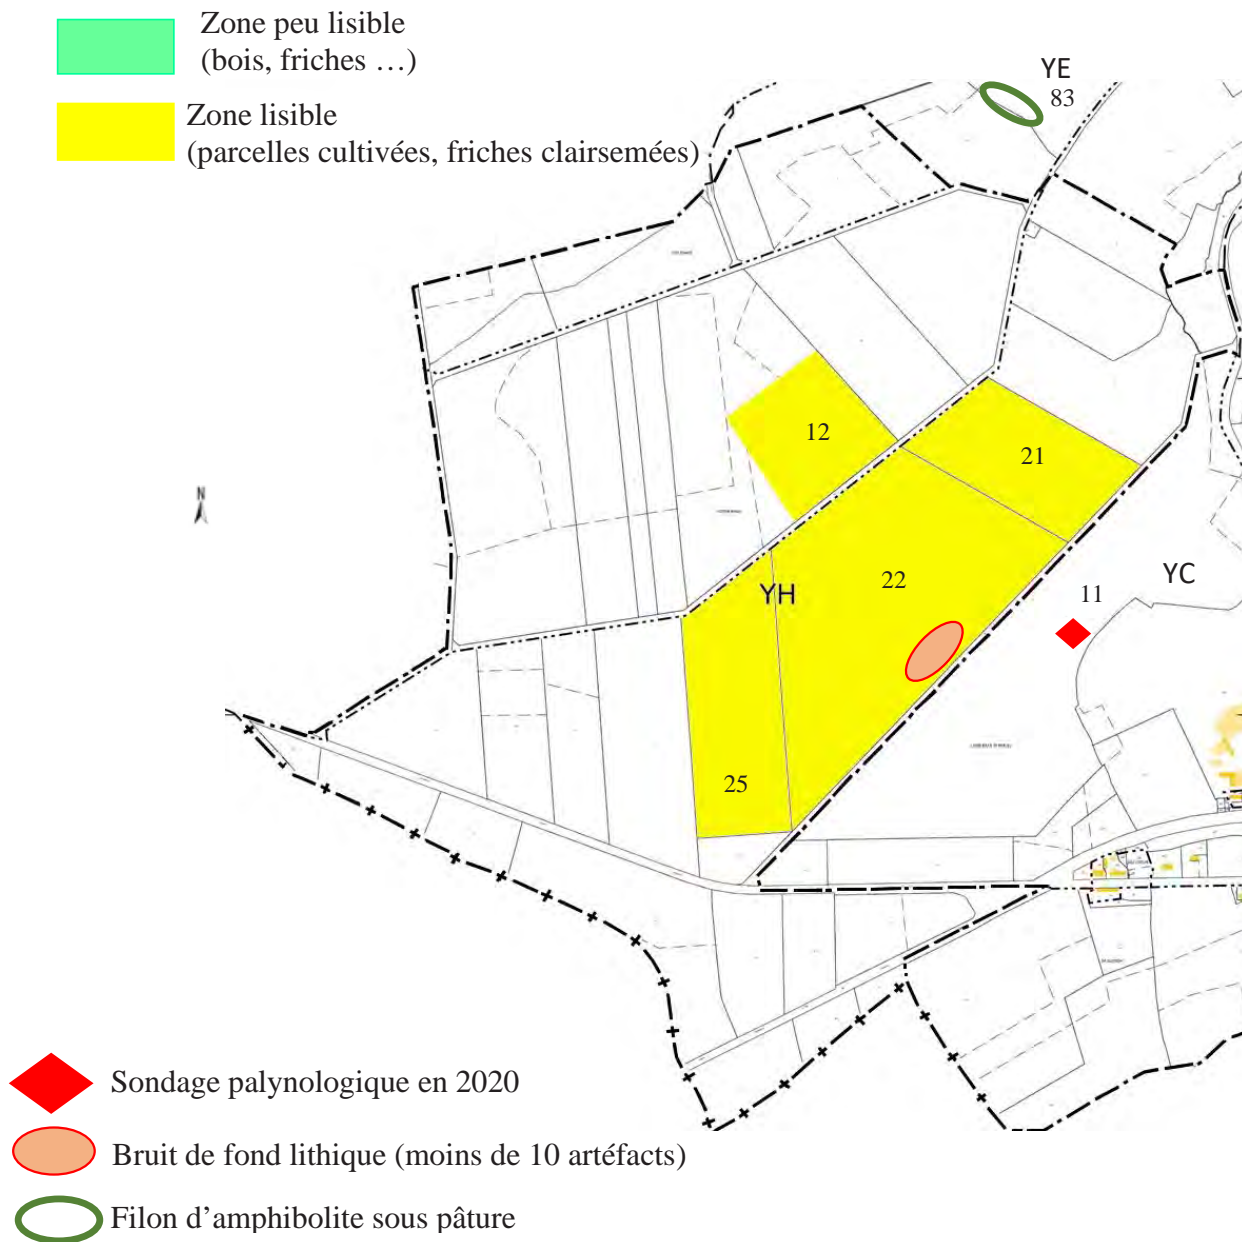 Zone peu lisible
(bois, friches …)
Zone lisible
(parcelles cultivées, friches clairsemées)
YE
83
12
21
N
22
YH
11
YC
25
Sondage palynologique en 2020
Bruit de fond lithique (moins de 10 artéfacts)
Filon d’amphibolite sous pâture